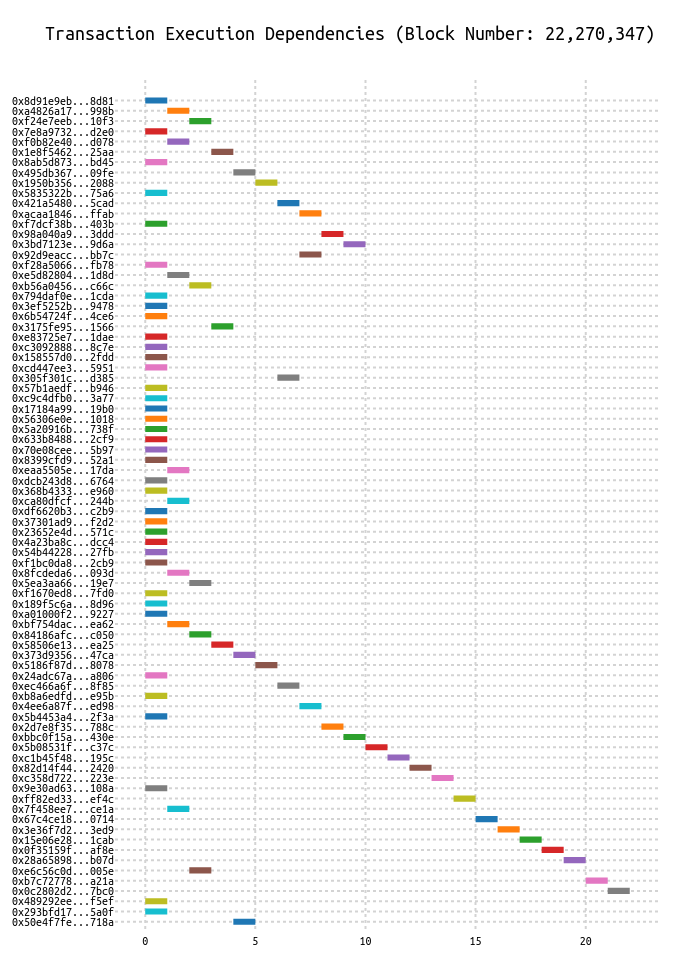 Transaction Execution Dependencies (Block Number: 22,270,347)
0x8d91e9eb...8d81
0xa4826a17...998b
0xf24e7eeb...10f3
0x7e8a9732...d2e0
0xf0b82e40...d078
0x1e8f5462...25aa
0x8ab5d873...bd45
0x495db367...09fe
0x1950b356...2088
0x5835322b...75a6
0x421a5480...5cad
0xacaa1846...ffab
0xf7dcf38b...403b
0x98a040a9...3ddd
0x3bd7123e...9d6a
0x92d9eacc...bb7c
0xf28a5066...fb78
0xe5d82804...1d8d
0xb56a0456...c66c
0x794daf0e...1cda
0x3ef5252b...9478
0x6b54724f...4ce6
0x3175fe95...1566
0xe83725e7...1dae
0xc3092888...8c7e
0x158557d0...2fdd
0xcd447ee3...5951
0x305f301c...d385
0x57b1aedf...b946
0xc9c4dfb0...3a77
0x17184a99...19b0
0x56306e0e...1018
0x5a20916b...738f
0x633b8488...2cf9
0x70e08cee...5b97
0x8399cfd9...52a1
0xeaa5505e...17da
0xdcb243d8...6764
0x368b4333...e960
0xca80dfcf...244b
0xdf6620b3...c2b9
0x37301ad9...f2d2
0x23652e4d...571c
0x4a23ba8c...dcc4
0x54b44228...27fb
0xf1bc0da8...2cb9
0x8fcdeda6...093d
0x5ea3aa66...19e7
0xf1670ed8...7fd0
0x189f5c6a...8d96
0xa01000f2...9227
0xbf754dac...ea62
0x84186afc...c050
0x58506e13...ea25
0x373d9356...47ca
0x5186f87d...8078
0x24adc67a...a806
0xec466a6f...8f85
0xb8a6edfd...e95b
0x4ee6a87f...ed98
0x5b4453a4...2f3a
0x2d7e8f35...788c
0xbbc0f15a...430e
0x5b08531f...c37c
0xc1b45f48...195c
0x82d14f44...2420
0xc358d722...223e
0x9e30ad63...108a
0xff82ed33...ef4c
0x7f458ee7...ce1a
0x67c4ce18...0714
0x3e36f7d2...3ed9
0x15e06e28...1cab
0x0f35159f...af8e
0x28a65898...b07d
0xe6c56c0d...005e
0xb7c72778...a21a
0x0c2802d2...7bc0
0x489292ee...f5ef
0x293bfd17...5a0f
0x50e4f7fe...718a
0 5 10 15 20